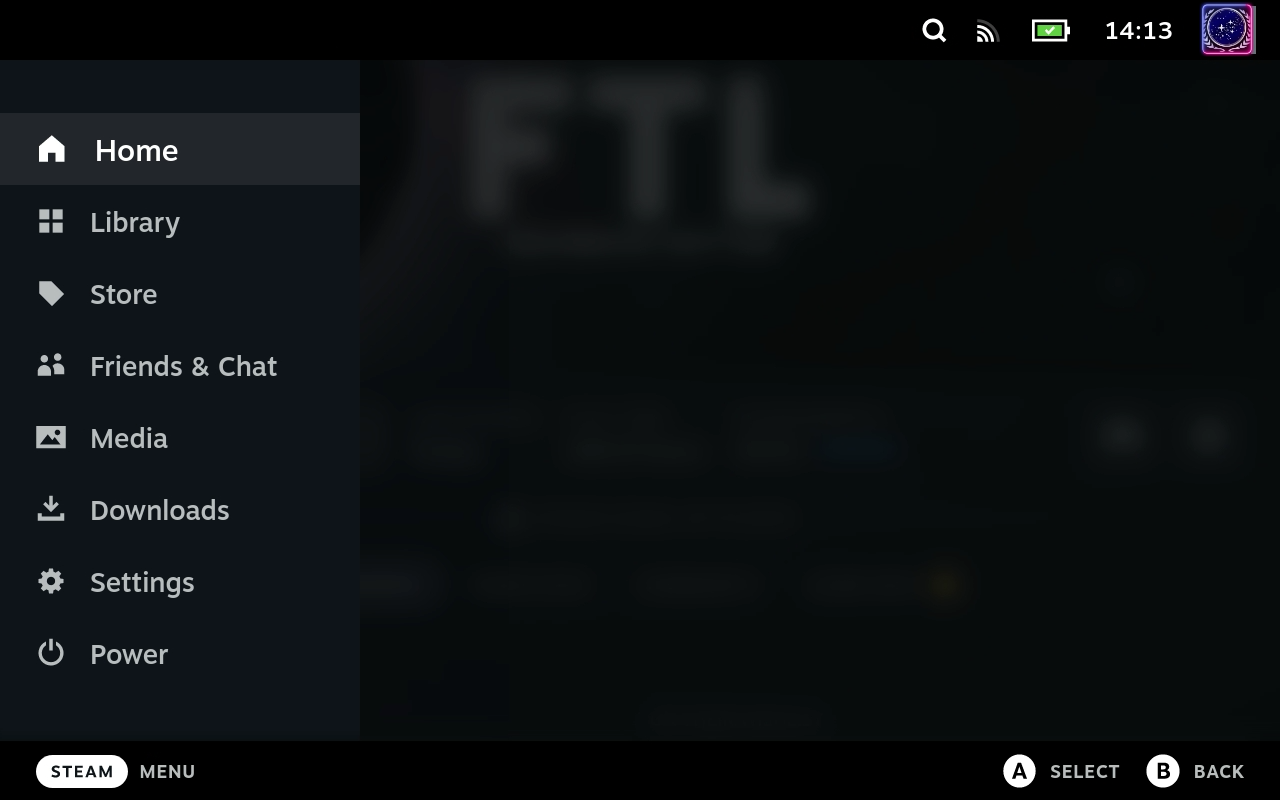 14:13
Home
Library
Store
Friends & Chat
Media
Downloads
Settings
Power
FTL
STEAM MENU
A SELECT B BACK